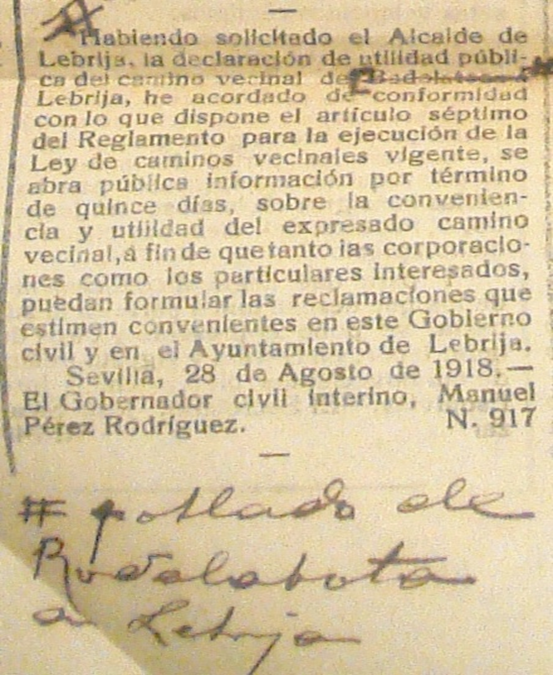 #
Habiendo solicitado el Alcalde de
Lebrija, la declaración de utilidad públi-
ca del camino vecinal de
Lebrija, he acordado de conformidad
con lo que dispone el artículo séptimo
del Reglamento para la ejecución de la
Ley de caminos vecinales vigente, se
abra pública información por término
de quince días, sobre la convenien-
cia y utilidad del expresado camino
vecinal, á fin de que tanto las corporacio-
nes como los particulares interesados,
puedan formular las reclamaciones que
estimen convenientes en este Gobierno
civil y en el Ayuntamiento de Lebrija.
Sevilla, 28 de Agosto de 1918.—
El Gobernador civil interino, Manuel
Pérez Rodríguez. N. 917
# poblado de
Rodalabota
a Lebrija